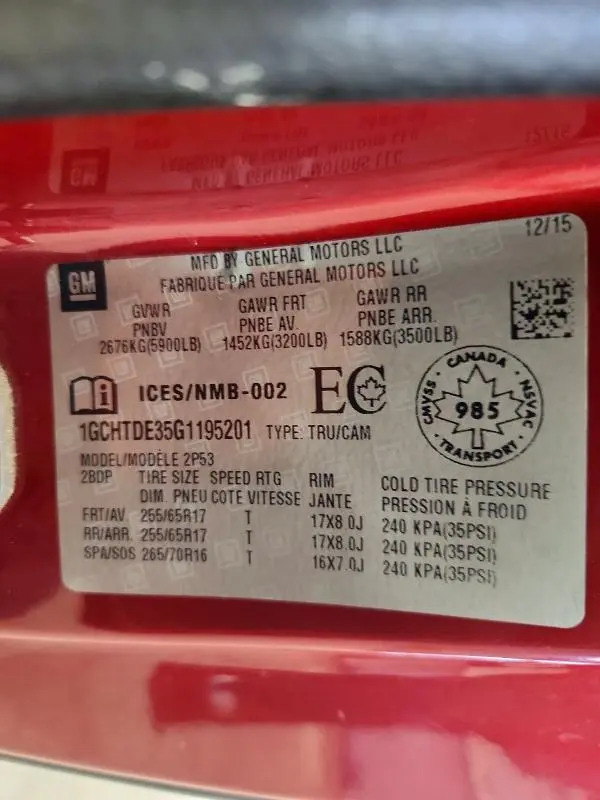 12/15
GM
MFD BY GENERAL MOTORS LLC
FABRIQUÉ PAR GENERAL MOTORS LLC
GVWR GAWR FRT GAWR RR
PNBV PNBE AV. PNBE ARR.
2676KG(5900LB) 1452KG(3200LB) 1588KG(3500LB)
i ICES/NMB-002 EC
CANADA
CMVSS 985 NSVAC
TRANSPORT
1GCHTDE35G1195201 TYPE: TRU/CAM
MODEL/MODÈLE 2P53
2BDP TIRE SIZE SPEED RTG RIM COLD TIRE PRESSURE
DIM. PNEU COTE VITESSE JANTE PRESSION À FROID
FRT/AV. 255/65R17 T 17X8.0J 240 KPA(35PSI)
RR/ARR. 255/65R17 T 17X8.0J 240 KPA(35PSI)
SPA/SOS 265/70R16 T 16X7.0J 240 KPA(35PSI)